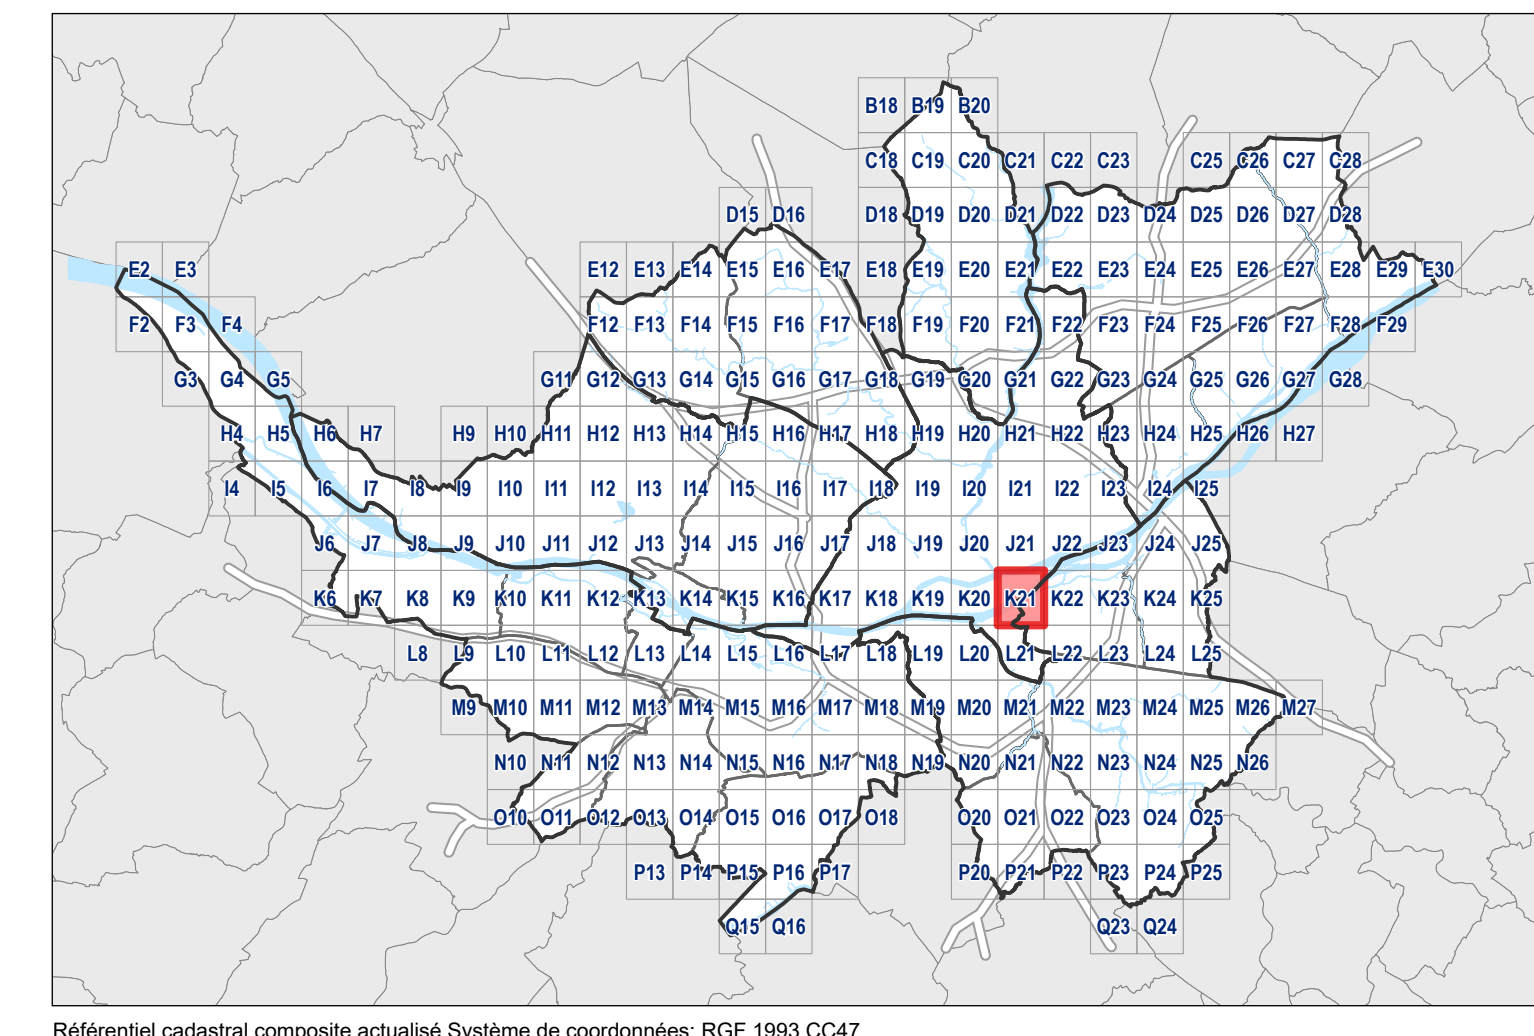 B18 B19 B20
C18 C19 C20 C21 C22 C23 C25 C26 C27 C28
D15 D16 D18 D19 D20 D21 D22 D23 D24 D25 D26 D27 D28
E2 E3 E12 E13 E14 E15 E16 E17 E18 E19 E20 E21 E22 E23 E24 E25 E26 E27 E28 E29 E30
F2 F3 F4 F12 F13 F14 F15 F16 F17 F18 F19 F20 F21 F22 F23 F24 F25 F26 F27 F28 F29
G3 G4 G5 G11 G12 G13 G14 G15 G16 G17 G18 G19 G20 G21 G22 G23 G24 G25 G26 G27 G28
H4 H5 H6 H7 H9 H10 H11 H12 H13 H14 H15 H16 H17 H18 H19 H20 H21 H22 H23 H24 H25 H26 H27
I4 I5 I6 I7 I8 I9 I10 I11 I12 I13 I14 I15 I16 I17 I18 I19 I20 I21 I22 I23 I24 I25
J6 J7 J8 J9 J10 J11 J12 J13 J14 J15 J16 J17 J18 J19 J20 J21 J22 J23 J24 J25
K6 K7 K8 K9 K10 K11 K12 K13 K14 K15 K16 K17 K18 K19 K20 K21 K22 K23 K24 K25
L8 L9 L10 L11 L12 L13 L14 L15 L16 L17 L18 L19 L20 L21 L22 L23 L24 L25
M9 M10 M11 M12 M13 M14 M15 M16 M17 M18 M19 M20 M21 M22 M23 M24 M25 M26 M27
N10 N11 N12 N13 N14 N15 N16 N17 N18 N19 N20 N21 N22 N23 N24 N25 N26
O10 O11 O12 O13 O14 O15 O16 O17 O18 O20 O21 O22 O23 O24 O25
P13 P14 P15 P16 P17 P20 P21 P22 P23 P24 P25
Q15 Q16 Q23 Q24
Référentiel cadastral composite actualisé Système de coordonnées: RGF 1993 CC47